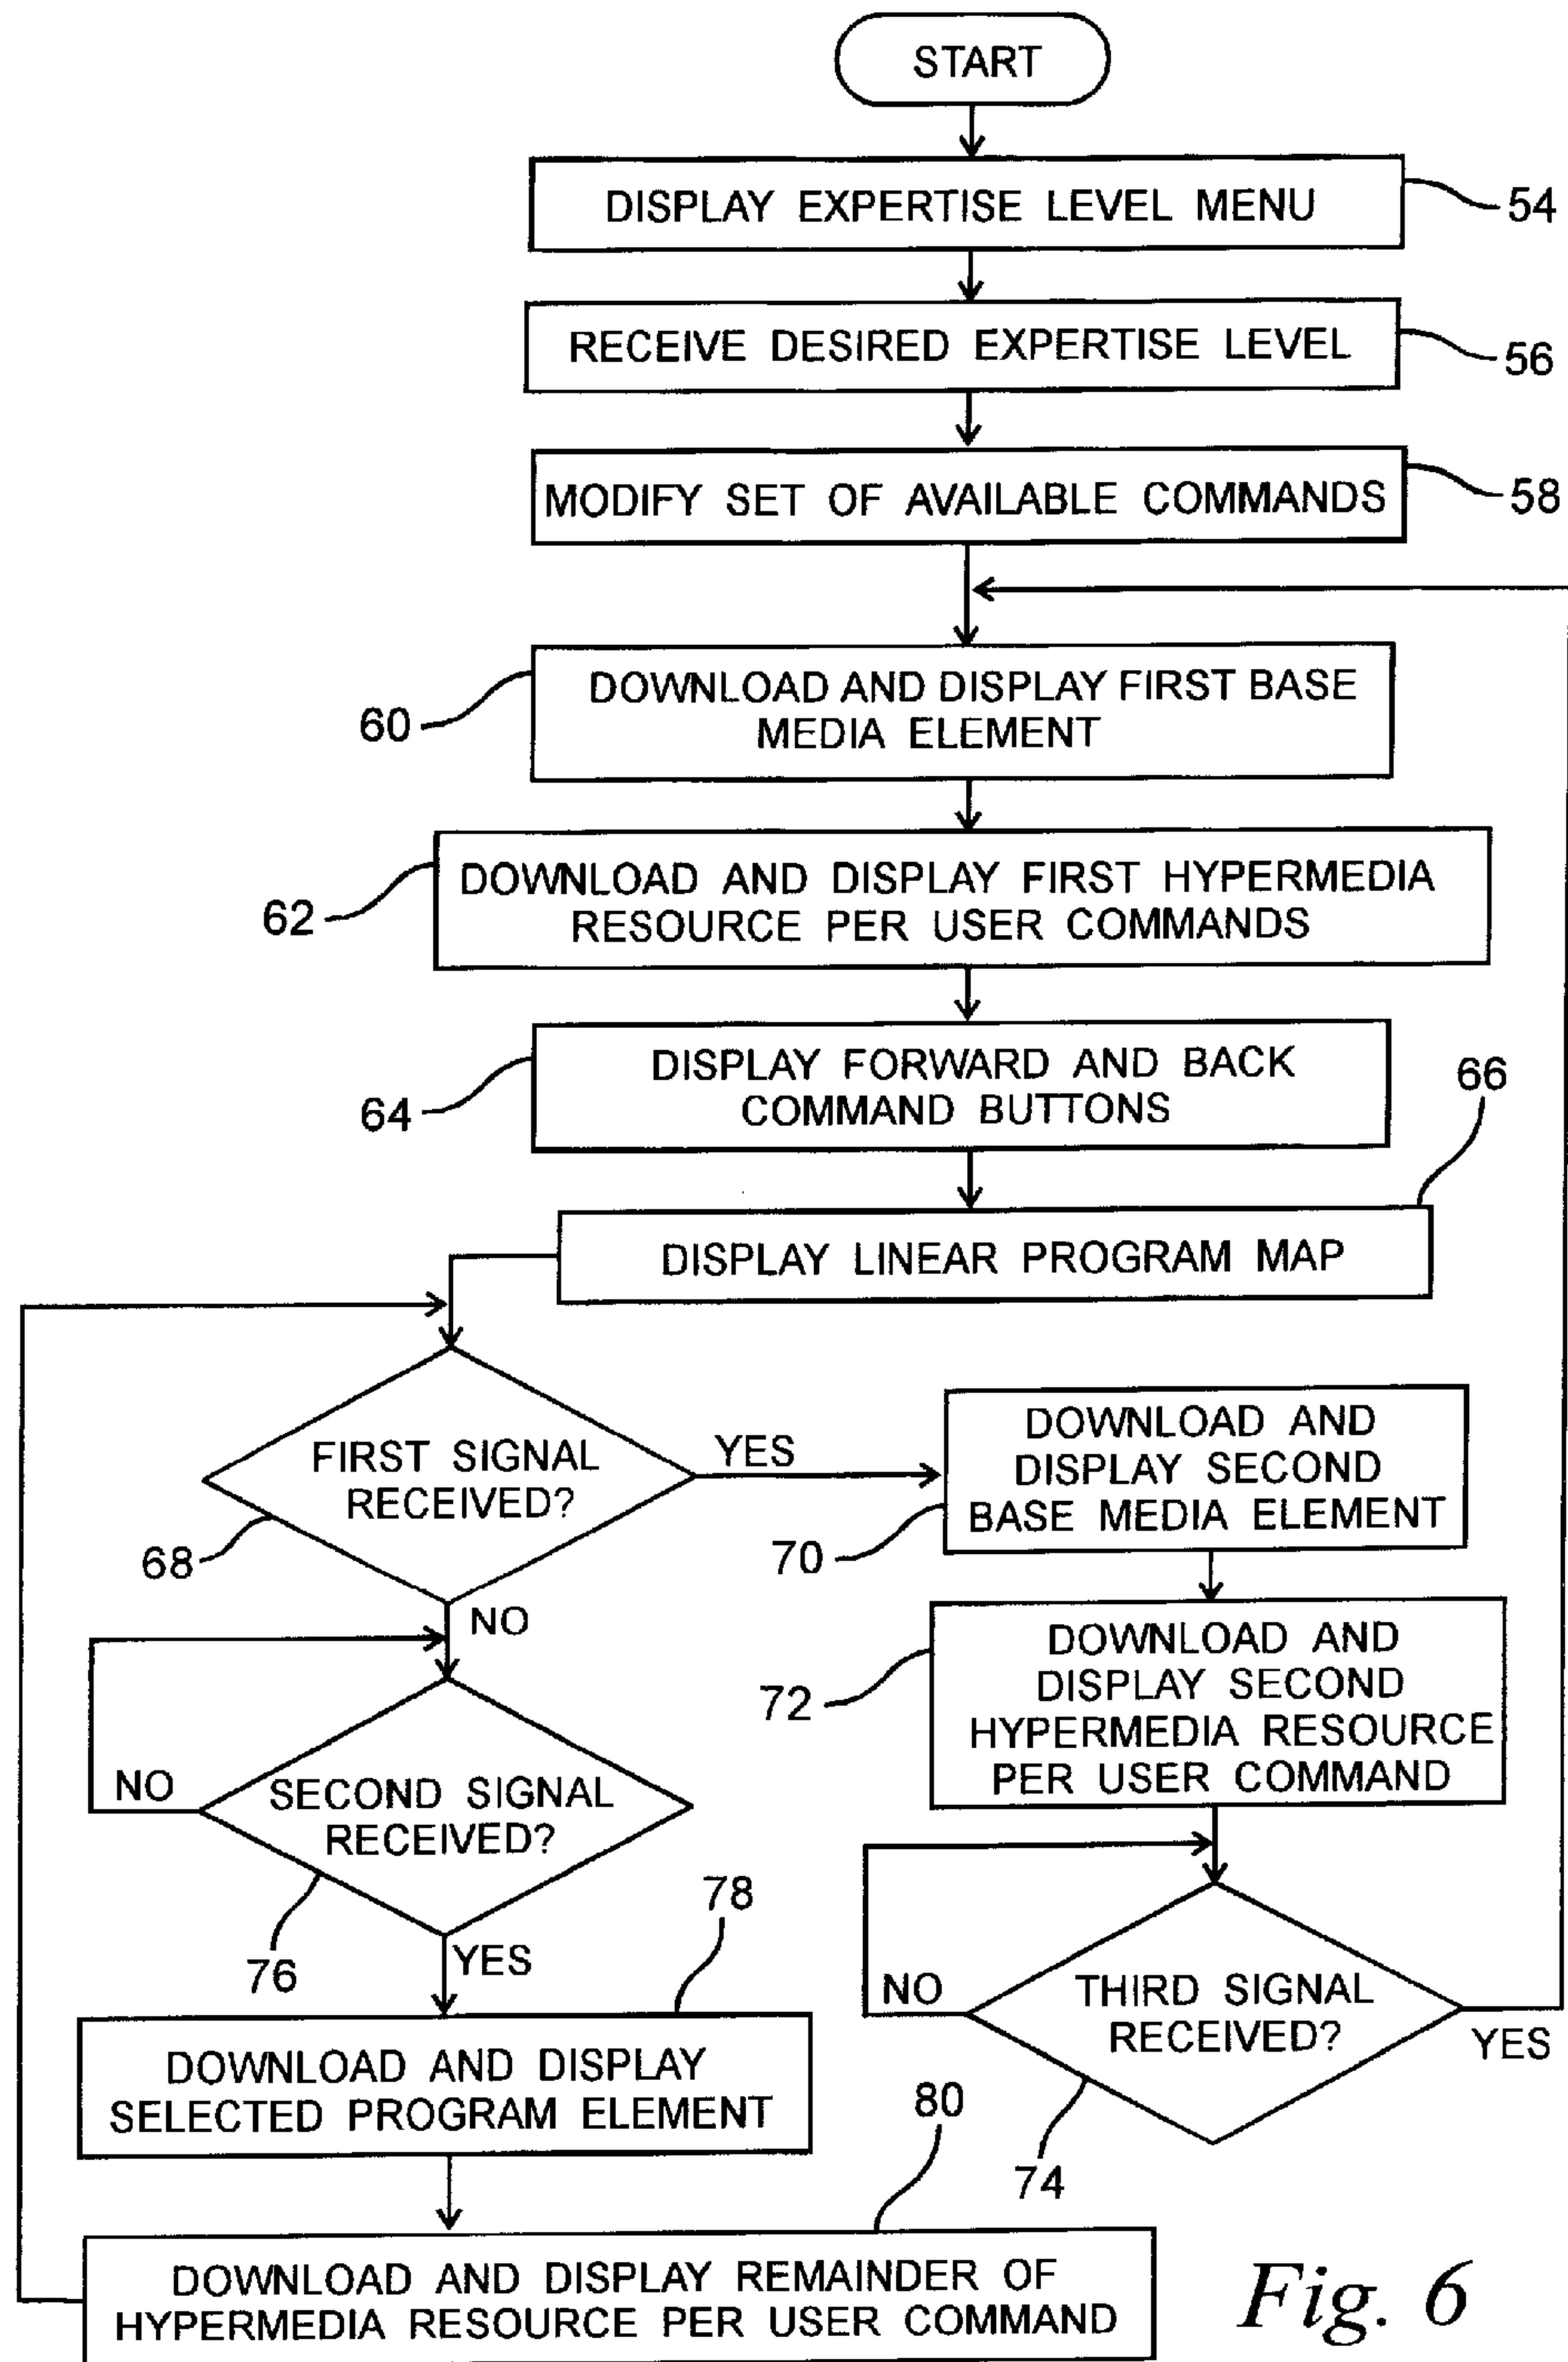 START
DISPLAY EXPERTISE LEVEL MENU
54
RECEIVE DESIRED EXPERTISE LEVEL
56
MODIFY SET OF AVAILABLE COMMANDS
58
60
DOWNLOAD AND DISPLAY FIRST BASE
MEDIA ELEMENT
62
DOWNLOAD AND DISPLAY FIRST HYPERMEDIA
RESOURCE PER USER COMMANDS
64
DISPLAY FORWARD AND BACK
COMMAND BUTTONS
66
DISPLAY LINEAR PROGRAM MAP
FIRST SIGNAL
RECEIVED?
68
YES
NO
DOWNLOAD AND
DISPLAY SECOND
BASE MEDIA ELEMENT
70
DOWNLOAD AND
DISPLAY SECOND
HYPERMEDIA RESOURCE
PER USER COMMAND
72
SECOND SIGNAL
RECEIVED?
NO
76
YES
THIRD SIGNAL
RECEIVED?
NO
YES
74
78
DOWNLOAD AND DISPLAY
SELECTED PROGRAM ELEMENT
80
DOWNLOAD AND DISPLAY REMAINDER OF
HYPERMEDIA RESOURCE PER USER COMMAND
Fig. 6